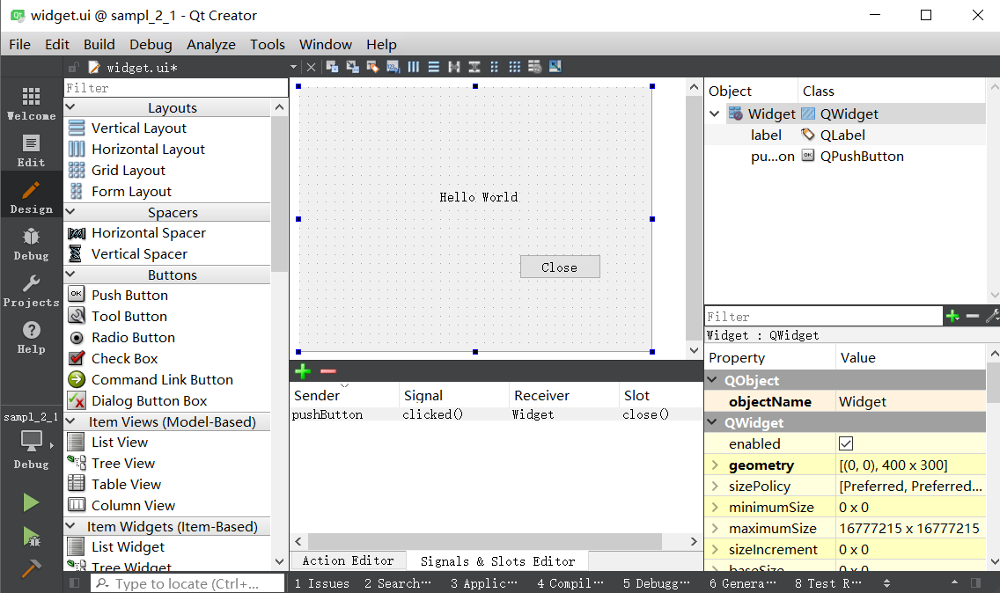 widget.ui @ sampl_2_1 - Qt Creator
File Edit Build Debug Analyze Tools Window Help
widget.ui*
Welcome
Edit
Design
Debug
Projects
Help
sampl_2_1
Debug
Filter
Layouts
Vertical Layout
Horizontal Layout
Grid Layout
Form Layout
Spacers
Horizontal Spacer
Vertical Spacer
Buttons
Push Button
Tool Button
Radio Button
Check Box
Command Link Button
Dialog Button Box
Item Views (Model-Based)
List View
Tree View
Table View
Column View
Item Widgets (Item-Based)
List Widget
Tree Widget
Hello World
Close
Sender Signal Receiver Slot
pushButton clicked() Widget close()
Action Editor Signals & Slots Editor
Object Class
Widget QWidget
label QLabel
pu...on QPushButton
Filter
Widget : QWidget
Property Value
QObject
objectName Widget
QWidget
enabled
geometry [(0, 0), 400 x 300]
sizePolicy [Preferred, Preferred...
minimumSize 0 x 0
maximumSize 16777215 x 16777215
sizeIncrement 0 x 0
baseSize 0 x 0
Type to locate (Ctrl+... 1 Issues 2 Search… 3 Applic… 4 Compil… 5 Debugg… 6 Genera… 8 Test R…